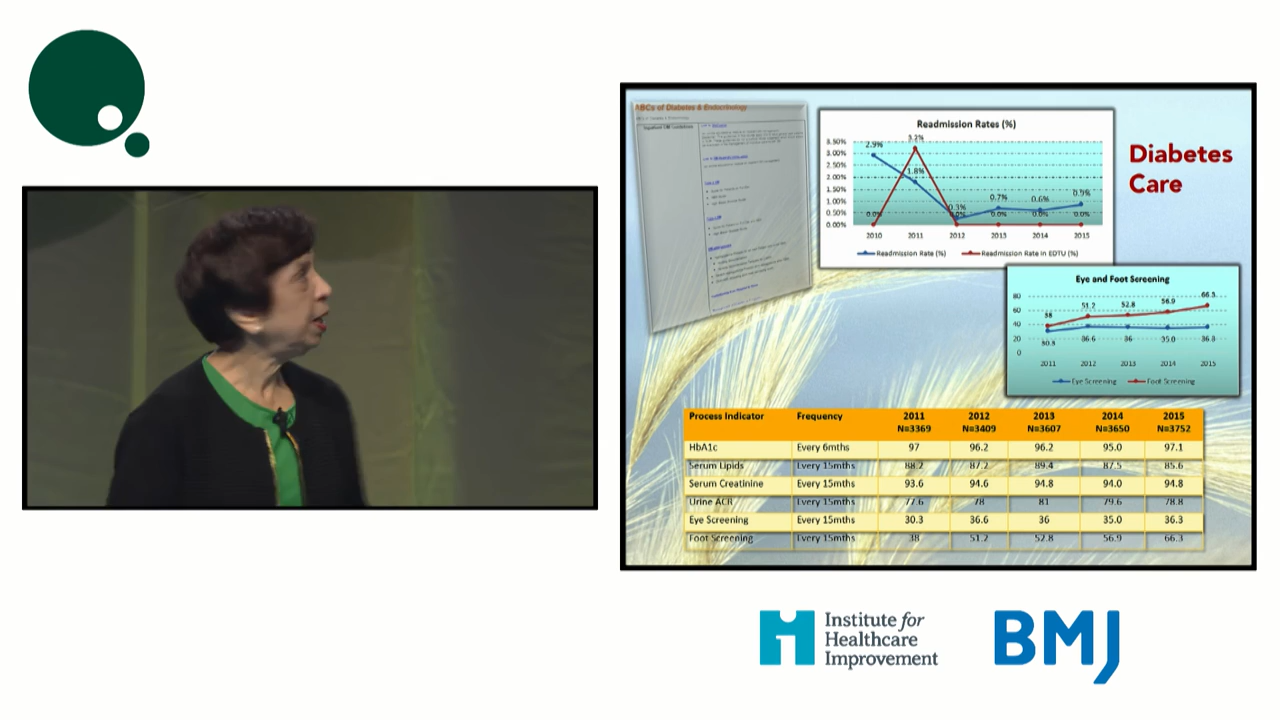 ABCs of Diabetes & Endocrinology
Inpatient DM Guidelines
Readmission Rates (%)
3.50%
3.00%
2.50%
2.00%
1.50%
1.00%
0.50%
0.00%
2.9%
3.2%
1.8%
0.3%
0.7%
0.6%
0.9%
0.0%
0.0%
0.0%
0.0%
0.0%
2010 2011 2012 2013 2014 2015
Readmission Rate (%) Readmission Rate in EDTU (%)
Diabetes
Care
Eye and Foot Screening
80
60
40
20
0
38 51.2 52.8 56.9 66.3
30.3 36.6 36 35.0 36.3
2011 2012 2013 2014 2015
Eye Screening Foot Screening
Process Indicator Frequency 2011 2012 2013 2014 2015
N=3369 N=3409 N=3607 N=3650 N=3752
HbA1c Every 6mths 97 96.2 96.2 95.0 97.1
Serum Lipids Every 15mths 88.2 87.2 89.4 87.5 85.6
Serum Creatinine Every 15mths 93.6 94.6 94.8 94.0 94.8
Urine ACR Every 15mths 77.6 78 81 79.6 78.8
Eye Screening Every 15mths 30.3 36.6 36 35.0 36.3
Foot Screening Every 15mths 38 51.2 52.8 56.9 66.3
Institute for
Healthcare
Improvement
BMJ